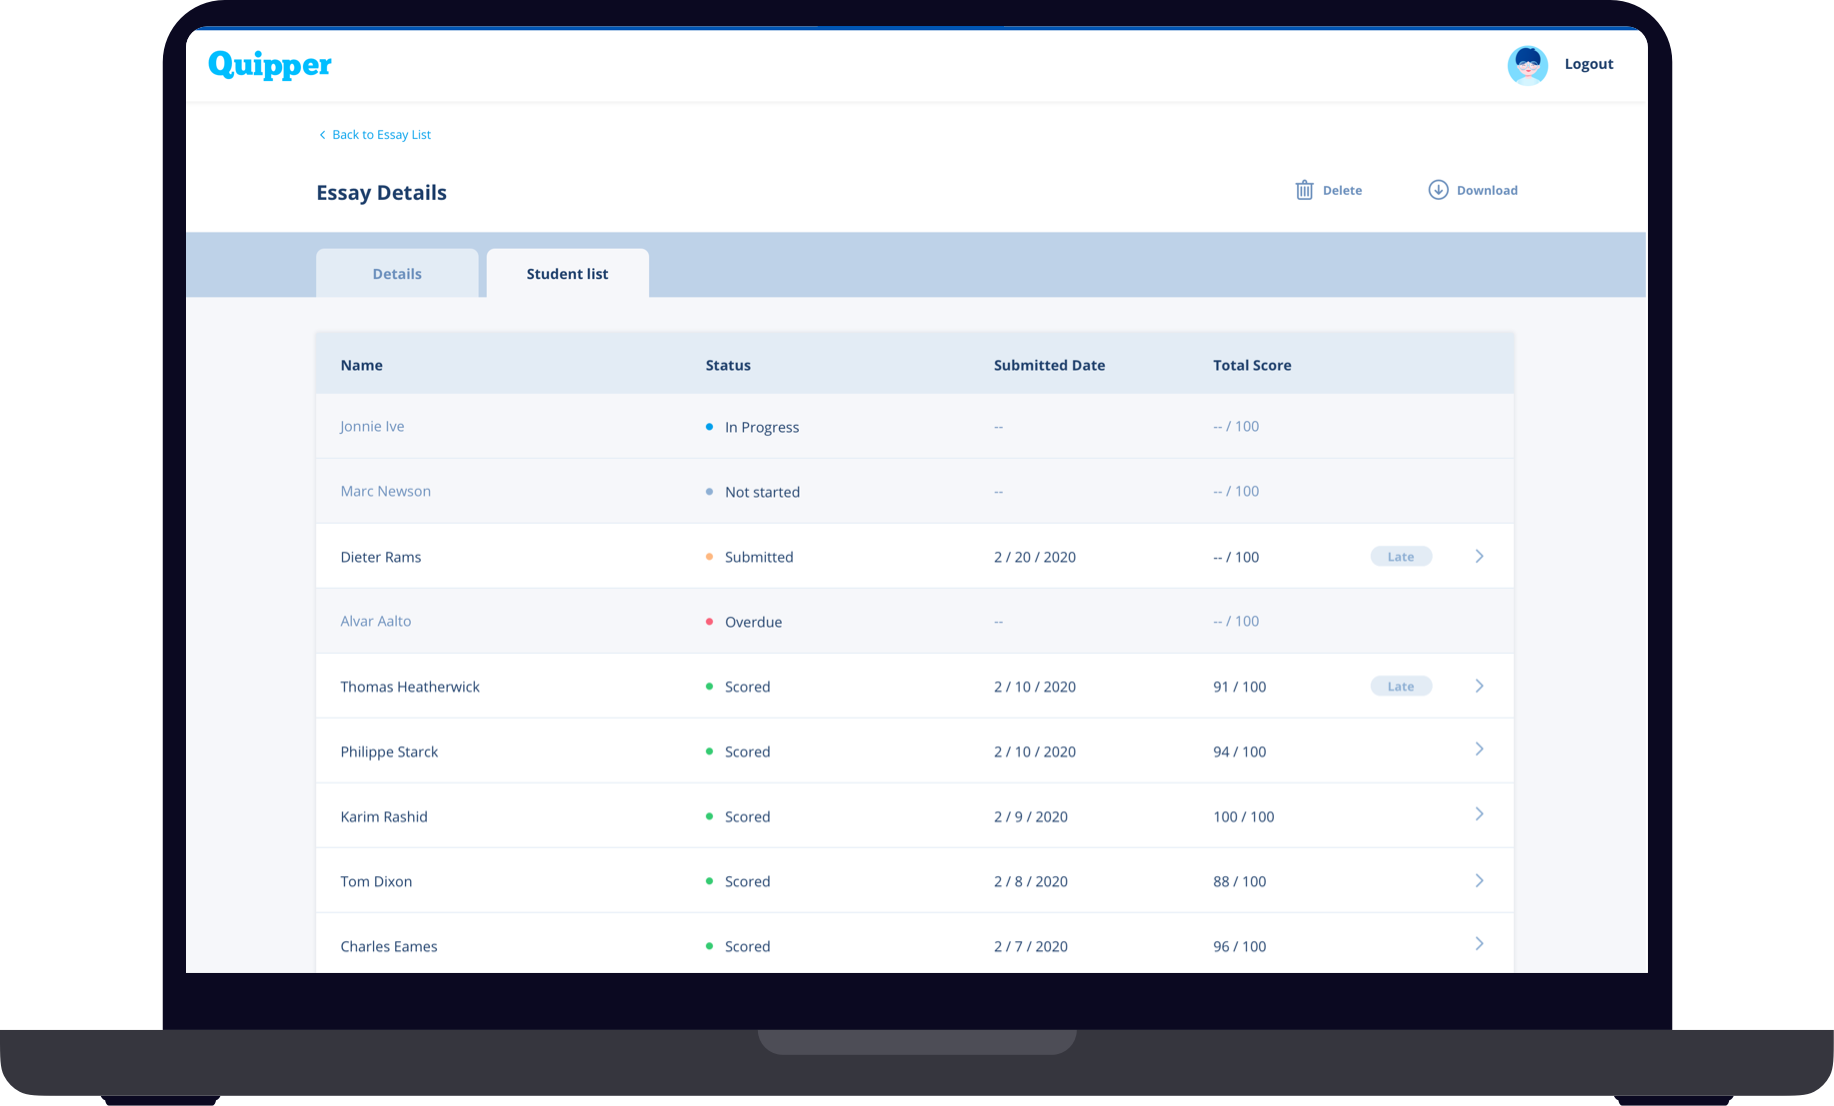 Quipper
Logout
Back to Essay List
Essay Details
Delete Download
Details Student list
Name Status Submitted Date Total Score
Jonnie Ive In Progress -- -- / 100
Marc Newson Not started -- -- / 100
Dieter Rams Submitted 2 / 20 / 2020 -- / 100 Late
Alvar Aalto Overdue -- -- / 100
Thomas Heatherwick Scored 2 / 10 / 2020 91 / 100 Late
Philippe Starck Scored 2 / 10 / 2020 94 / 100
Karim Rashid Scored 2 / 9 / 2020 100 / 100
Tom Dixon Scored 2 / 8 / 2020 88 / 100
Charles Eames Scored 2 / 7 / 2020 96 / 100